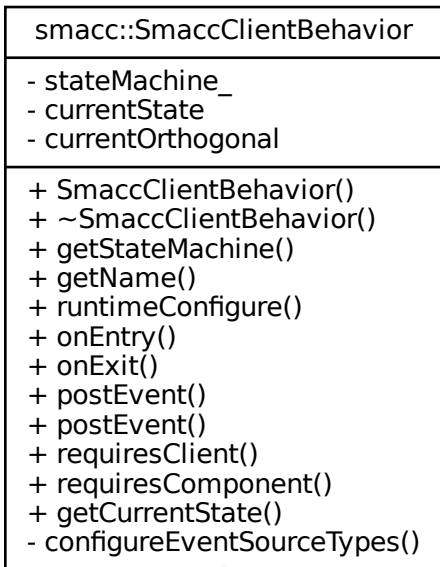 smacc::SmaccClientBehavior
- stateMachine_
- currentState
- currentOrthogonal
+ SmaccClientBehavior()
+ ~SmaccClientBehavior()
+ getStateMachine()
+ getName()
+ runtimeConfigure()
+ onEntry()
+ onExit()
+ postEvent()
+ postEvent()
+ requiresClient()
+ requiresComponent()
+ getCurrentState()
- configureEventSourceTypes()